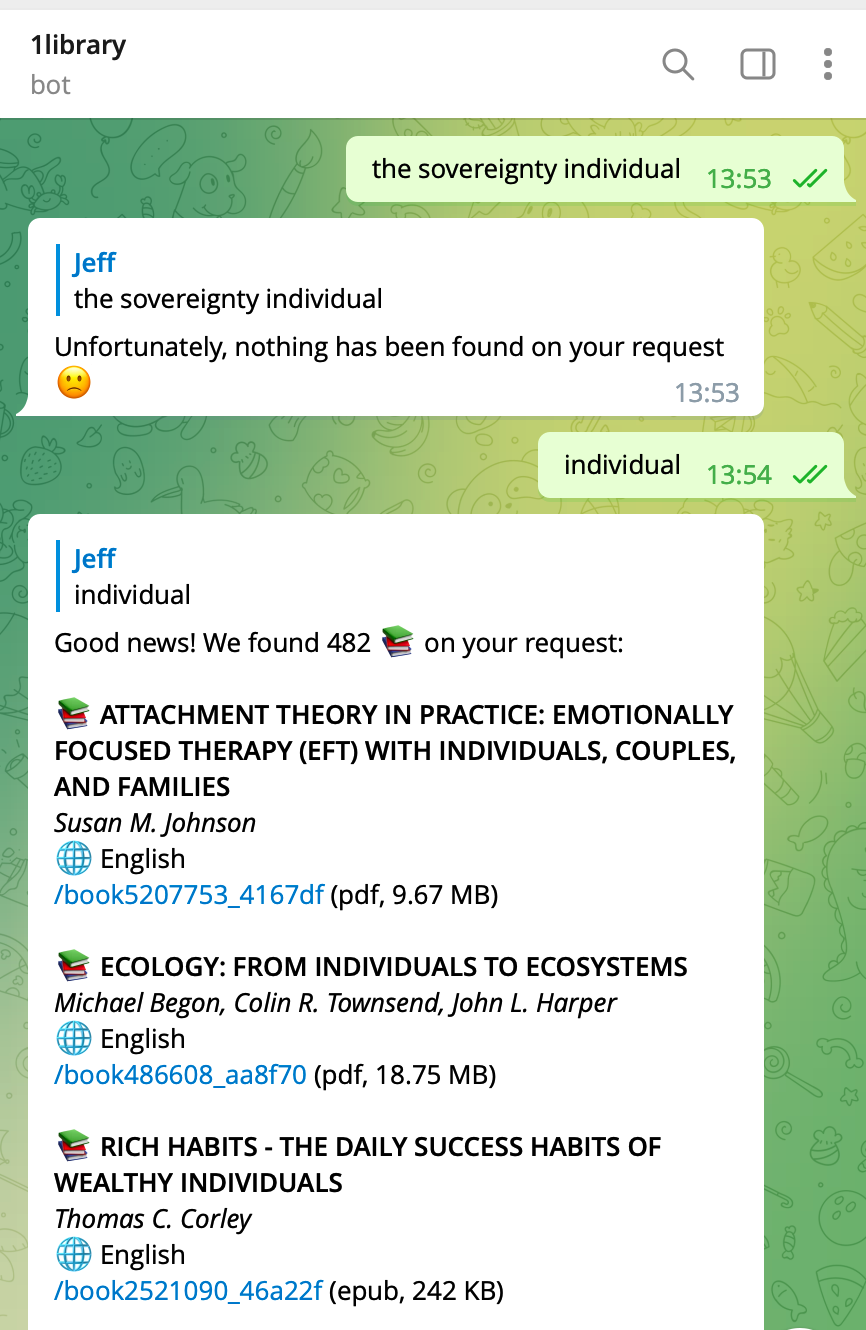 1library
bot
the sovereignty individual 13:53
Jeff
the sovereignty individual
Unfortunately, nothing has been found on your request
🙁 13:53
individual 13:54
Jeff
individual
Good news! We found 482 📚 on your request:
📚 ATTACHMENT THEORY IN PRACTICE: EMOTIONALLY
FOCUSED THERAPY (EFT) WITH INDIVIDUALS, COUPLES,
AND FAMILIES
Susan M. Johnson
🌐 English
/book5207753_4167df (pdf, 9.67 MB)
📚 ECOLOGY: FROM INDIVIDUALS TO ECOSYSTEMS
Michael Begon, Colin R. Townsend, John L. Harper
🌐 English
/book486608_aa8f70 (pdf, 18.75 MB)
📚 RICH HABITS - THE DAILY SUCCESS HABITS OF
WEALTHY INDIVIDUALS
Thomas C. Corley
🌐 English
/book2521090_46a22f (epub, 242 KB)